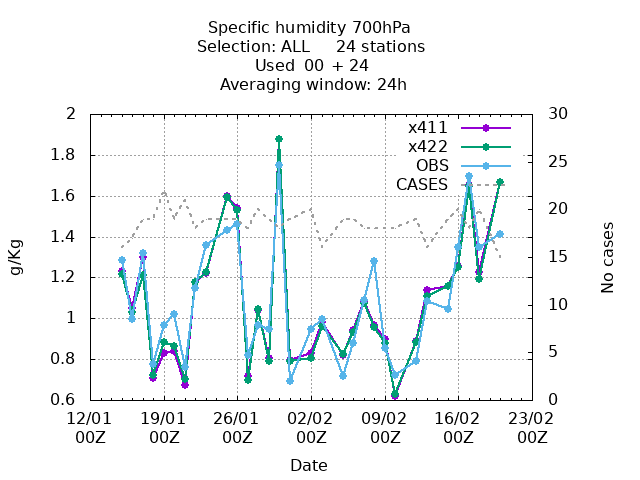 Specific humidity 700hPa
Selection: ALL     24 stations
Used  00  + 24
Averaging window: 24h
x411
x422
OBS
CASES
2
1.8
1.6
1.4
1.2
1
0.8
0.6
g/Kg
30
25
20
15
10
5
0
No cases
12/01 19/01 26/01 02/02 09/02 16/02 23/02
00Z 00Z 00Z 00Z 00Z 00Z 00Z
Date